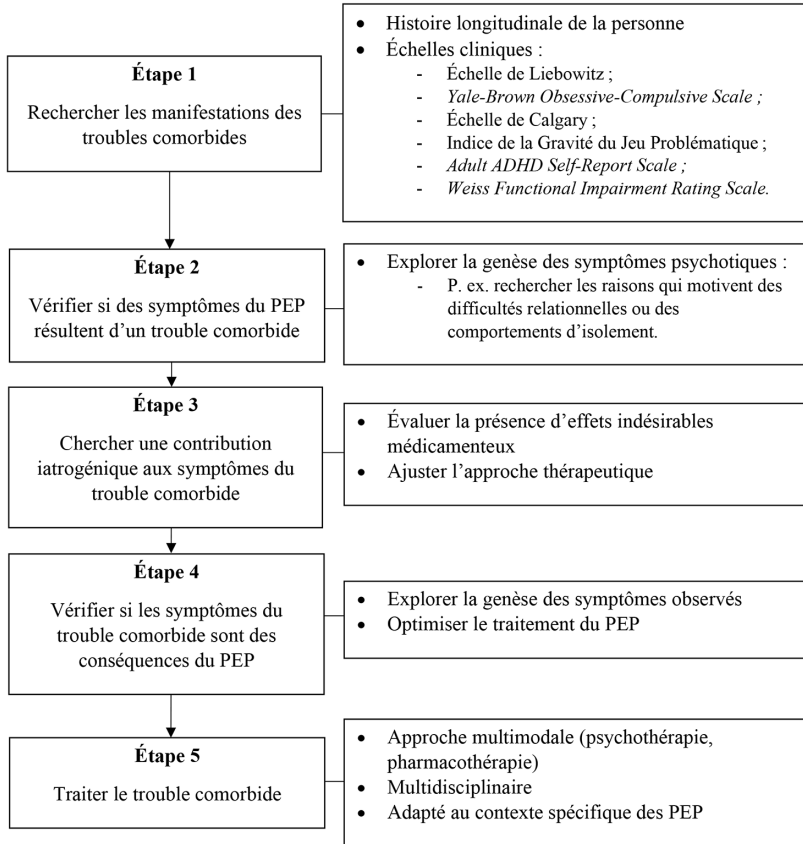 Étape 1
Rechercher les manifestations des
troubles comorbides
• Histoire longitudinale de la personne
• Échelles cliniques :
- Échelle de Liebowitz ;
- Yale-Brown Obsessive-Compulsive Scale ;
- Échelle de Calgary ;
- Indice de la Gravité du Jeu Problématique ;
- Adult ADHD Self-Report Scale ;
- Weiss Functional Impairment Rating Scale.
Étape 2
Vérifier si des symptômes du PEP
résultent d’un trouble comorbide
• Explorer la genèse des symptômes psychotiques :
- P. ex. rechercher les raisons qui motivent des
difficultés relationnelles ou des
comportements d’isolement.
Étape 3
Chercher une contribution
iatrogénique aux symptômes du
trouble comorbide
• Évaluer la présence d’effets indésirables
médicamenteux
• Ajuster l’approche thérapeutique
Étape 4
Vérifier si les symptômes du
trouble comorbide sont des
conséquences du PEP
• Explorer la genèse des symptômes observés
• Optimiser le traitement du PEP
Étape 5
Traiter le trouble comorbide
• Approche multimodale (psychothérapie,
pharmacothérapie)
• Multidisciplinaire
• Adapté au contexte spécifique des PEP